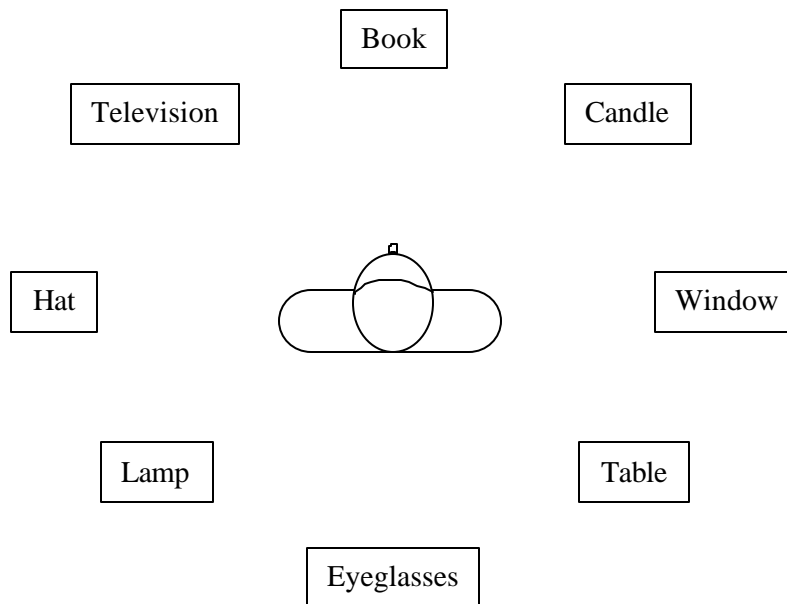 Book
Television
Candle
Hat
Window
Lamp
Table
Eyeglasses